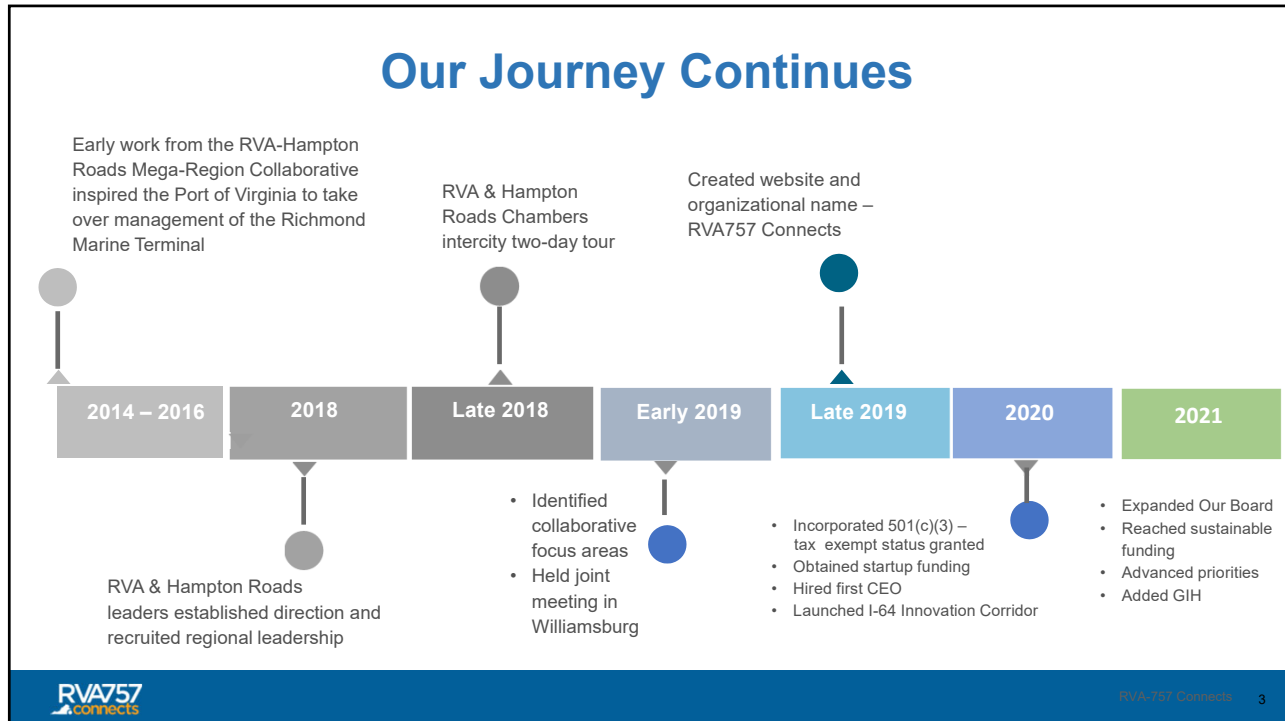 Our Journey Continues
Early work from the RVA-Hampton
Roads Mega-Region Collaborative
inspired the Port of Virginia to take
over management of the Richmond
Marine Terminal
RVA & Hampton
Roads Chambers
intercity two-day tour
Created website and
organizational name –
RVA757 Connects
2014 – 2016
2018
Late 2018
Early 2019
Late 2019
2020
2021
RVA & Hampton Roads
leaders established direction and
recruited regional leadership
• Identified
collaborative
focus areas
• Held joint
meeting in
Williamsburg
• Incorporated 501(c)(3) –
tax exempt status granted
• Obtained startup funding
• Hired first CEO
• Launched I-64 Innovation Corridor
• Expanded Our Board
• Reached sustainable
funding
• Advanced priorities
• Added GIH
RVA757
connects
RVA-757 Connects 3